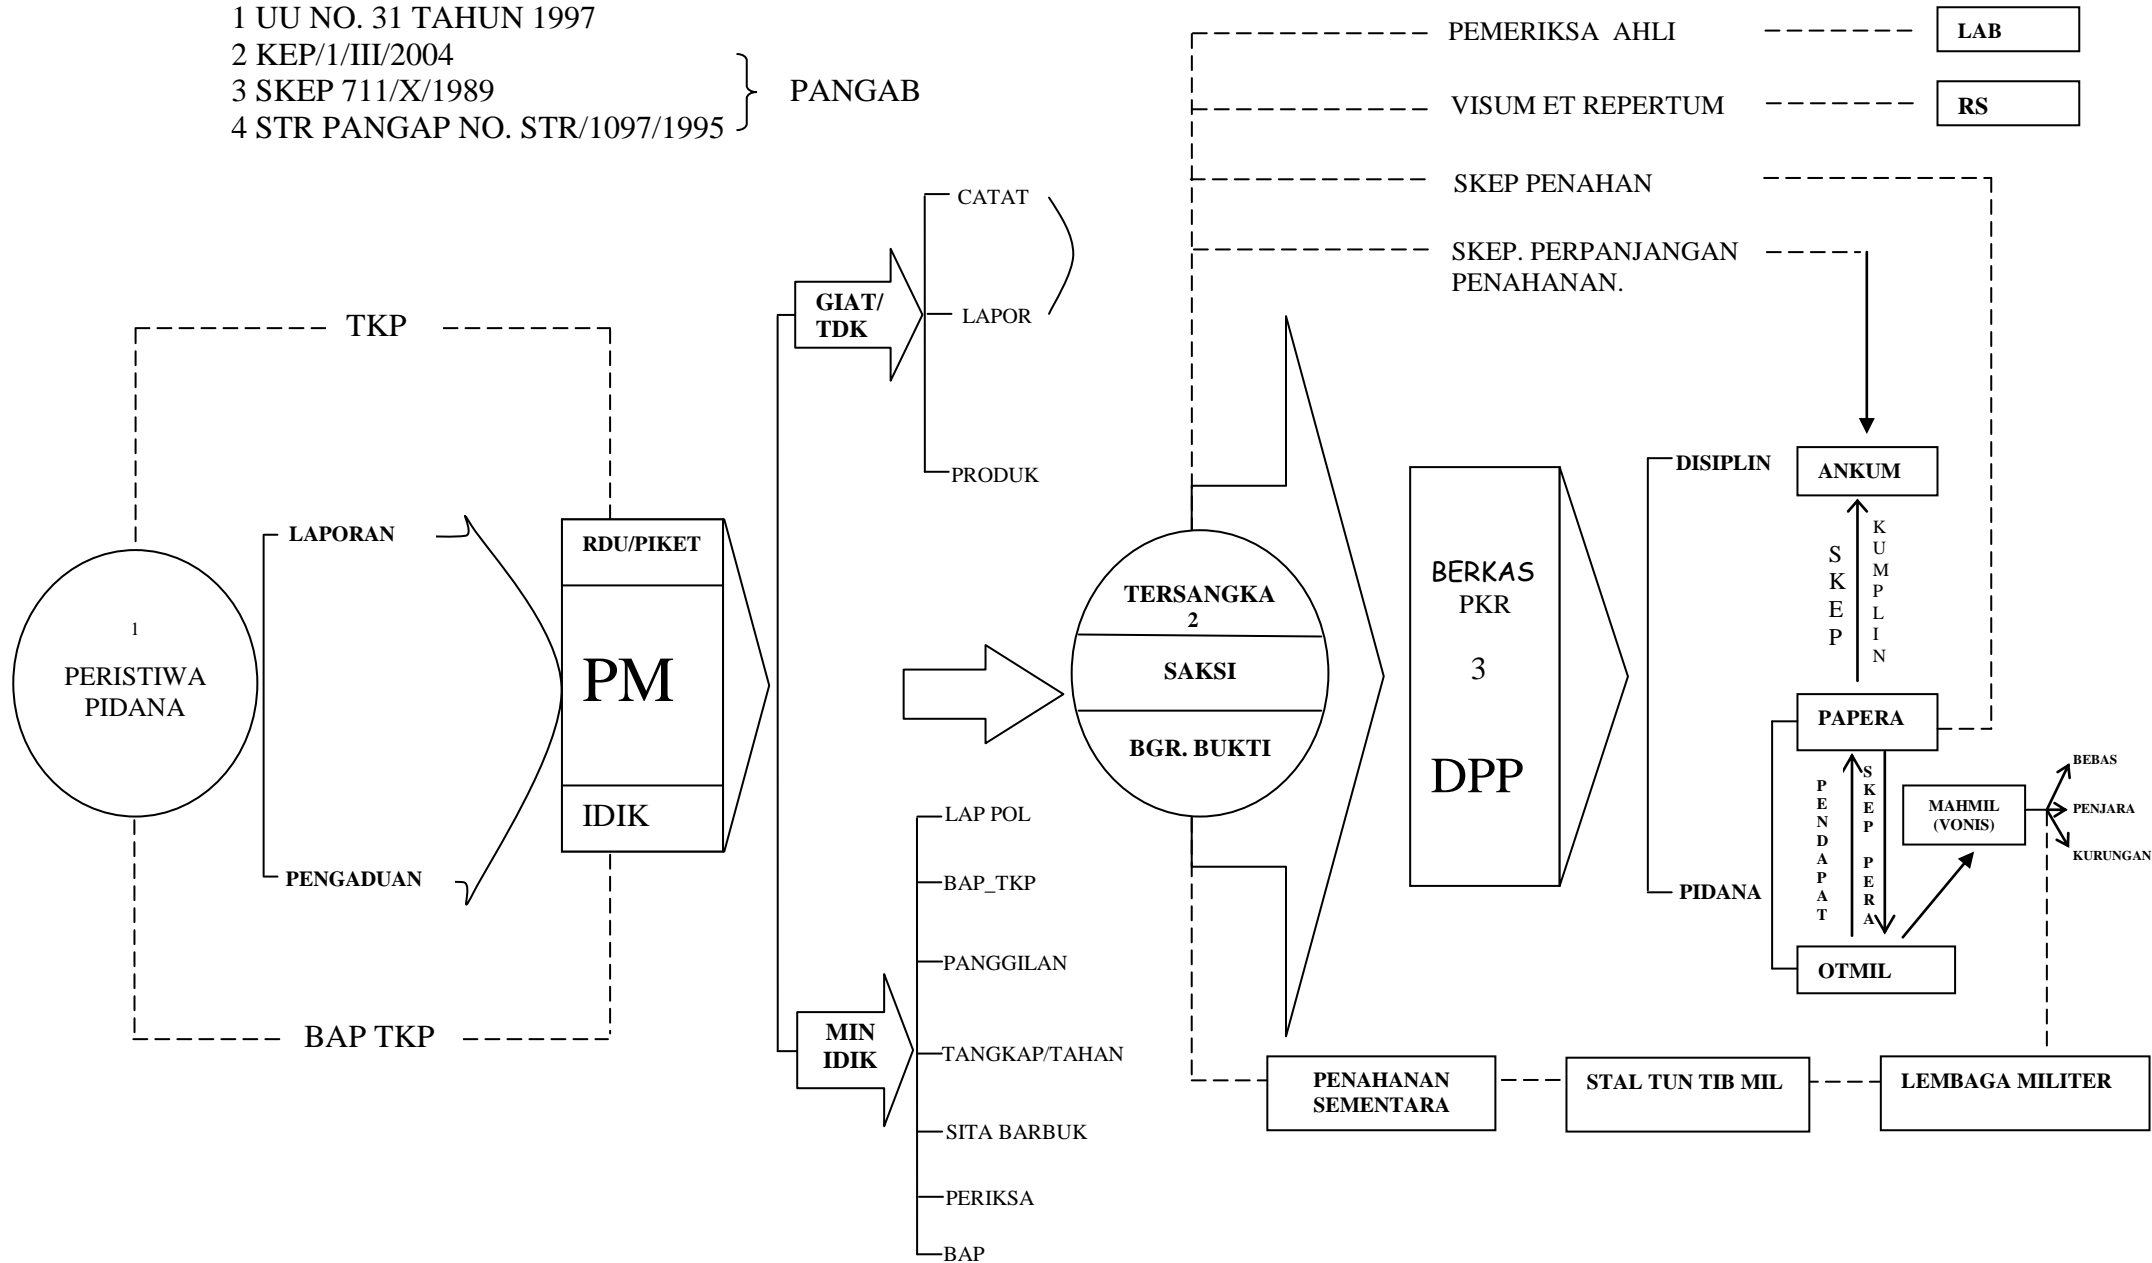 1 UU NO. 31 TAHUN 1997
2 KEP/1/III/2004
3 SKEP 711/X/1989
4 STR PANGAP NO. STR/1097/1995
PANGAB
PEMERIKSA AHLI
LAB
VISUM ET REPERTUM
RS
SKEP PENAHAN
SKEP. PERPANJANGAN
PENAHANAN.
TKP
1
PERISTIWA
PIDANA
BAP TKP
LAPORAN
PENGADUAN
RDU/PIKET
PM
IDIK
GIAT/
TDK
CATAT
LAPOR
PRODUK
MIN
IDIK
LAP POL
BAP_TKP
PANGGILAN
TANGKAP/TAHAN
SITA BARBUK
PERIKSA
BAP
TERSANGKA
2
SAKSI
BGR. BUKTI
BERKAS
PKR
3
DPP
DISIPLIN
PIDANA
ANKUM
SKEP
KUMPLIN
PAPERA
PENDAPAT
SKEP PERA
OTMIL
MAHMIL
(VONIS)
BEBAS
PENJARA
KURUNGAN
PENAHANAN
SEMENTARA
STAL TUN TIB MIL
LEMBAGA MILITER